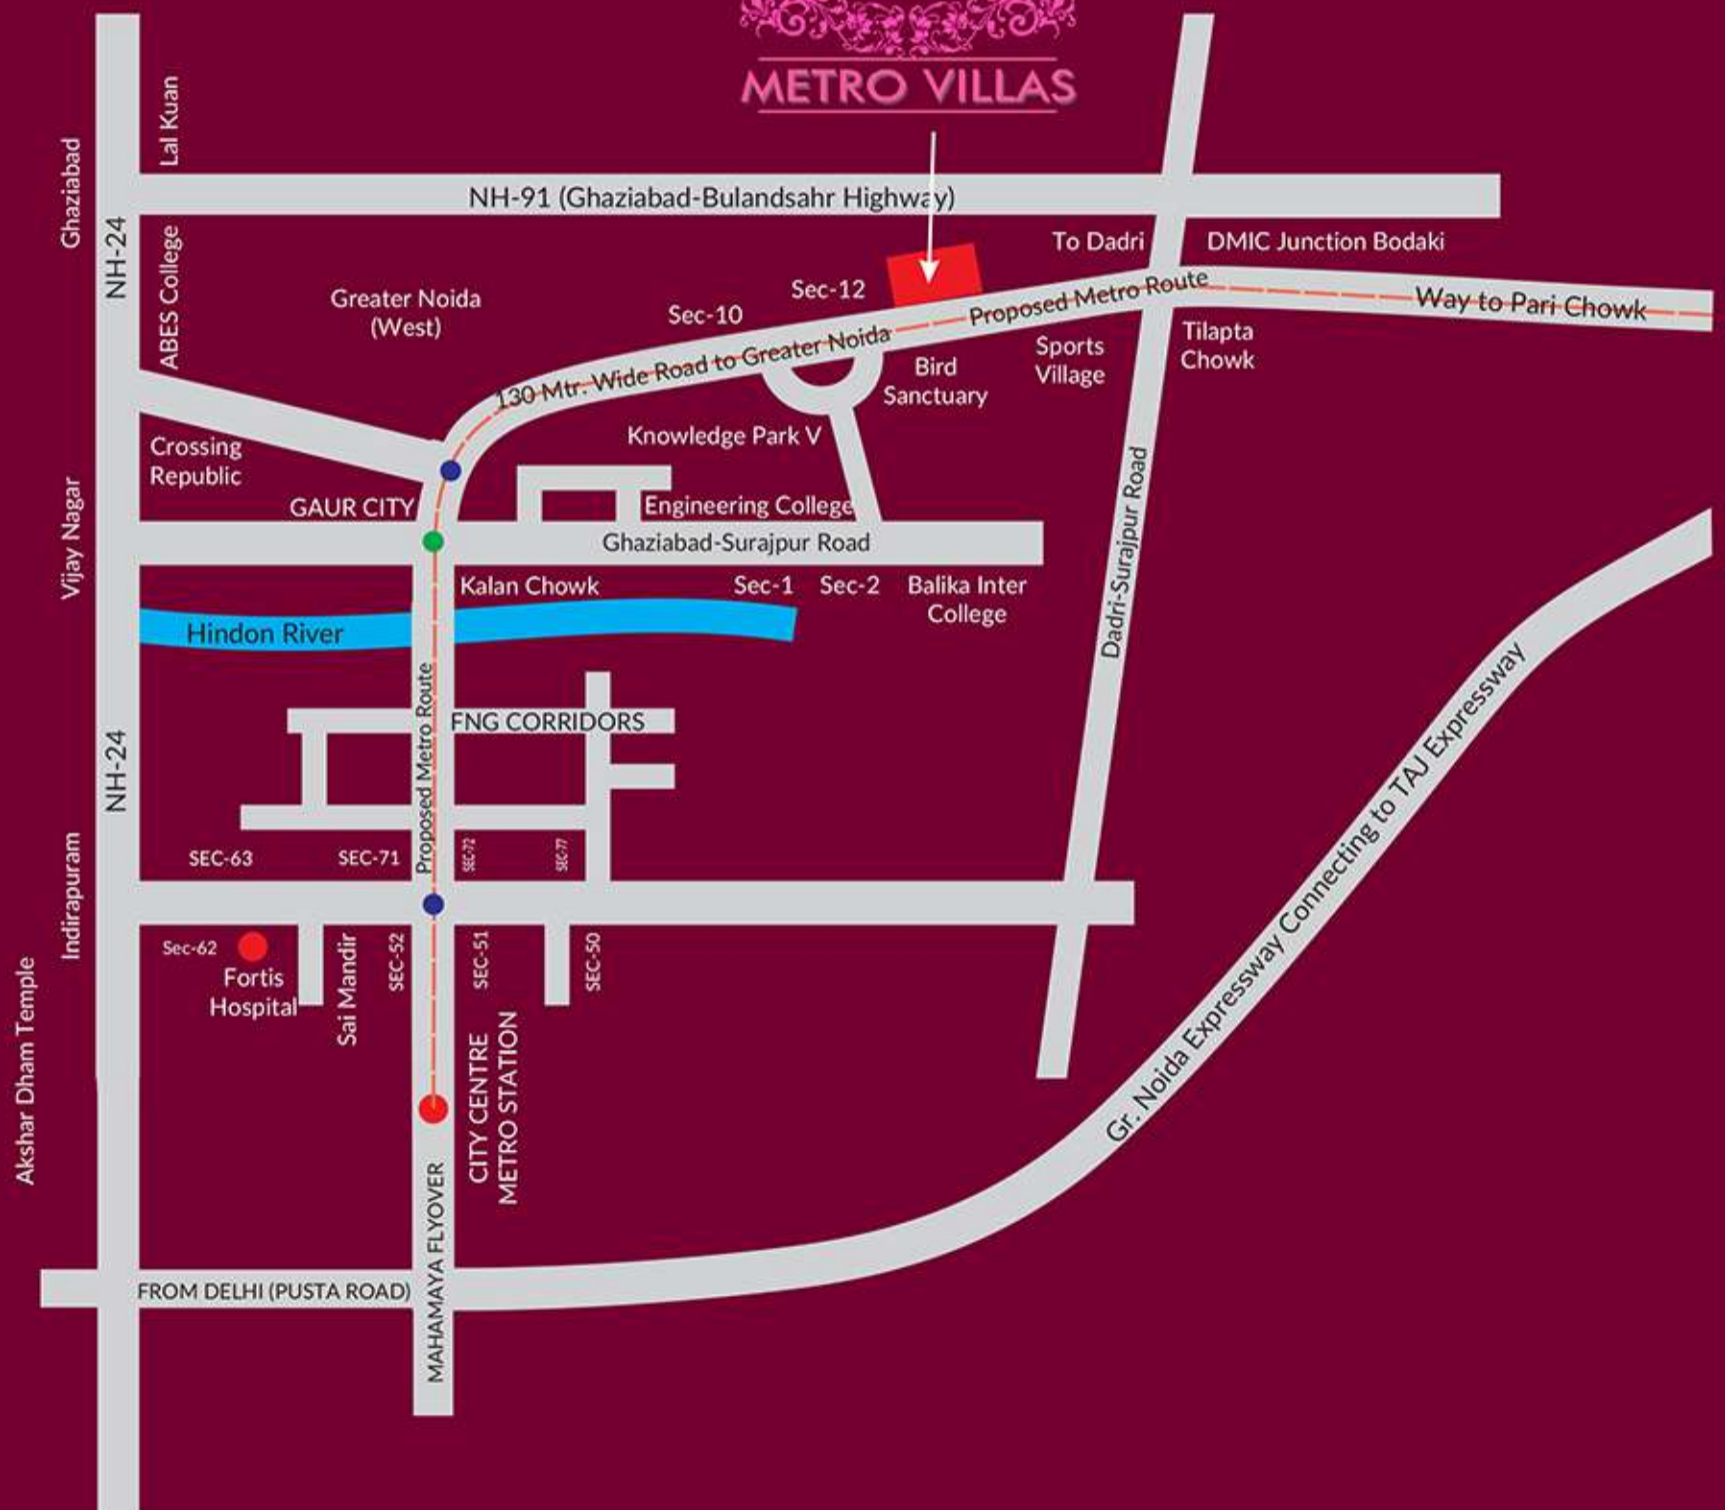 METRO VILLAS
Lal Kuan
Ghaziabad
NH-91 (Ghaziabad-Bulandsahr Highway)
NH-24
ABES College
To Dadri
DMIC Junction Bodaki
Greater Noida
(West)
Sec-10
Sec-12
130 Mtr. Wide Road to Greater Noida
Proposed Metro Route
Way to Pari Chowk
Tilapta
Chowk
Sports
Village
Bird
Sanctuary
Crossing
Republic
Knowledge Park V
GAUR CITY
Engineering College
Vijay Nagar
Ghaziabad-Surajpur Road
Dadri-Surajpur Road
Kalan Chowk
Sec-1
Sec-2
Balika Inter
College
Hindon River
Proposed Metro Route
FNG CORRIDORS
NH-24
Gr. Noida Expressway Connecting to TAJ Expressway
SEC-63
SEC-71
SEC-72
SEC-77
Indirapuram
Sec-62
Fortis
Hospital
Sai Mandir
SEC-52
SEC-51
SEC-50
Akshar Dham Temple
CITY CENTRE
METRO STATION
MAHAMAYA FLYOVER
FROM DELHI (PUSTA ROAD)